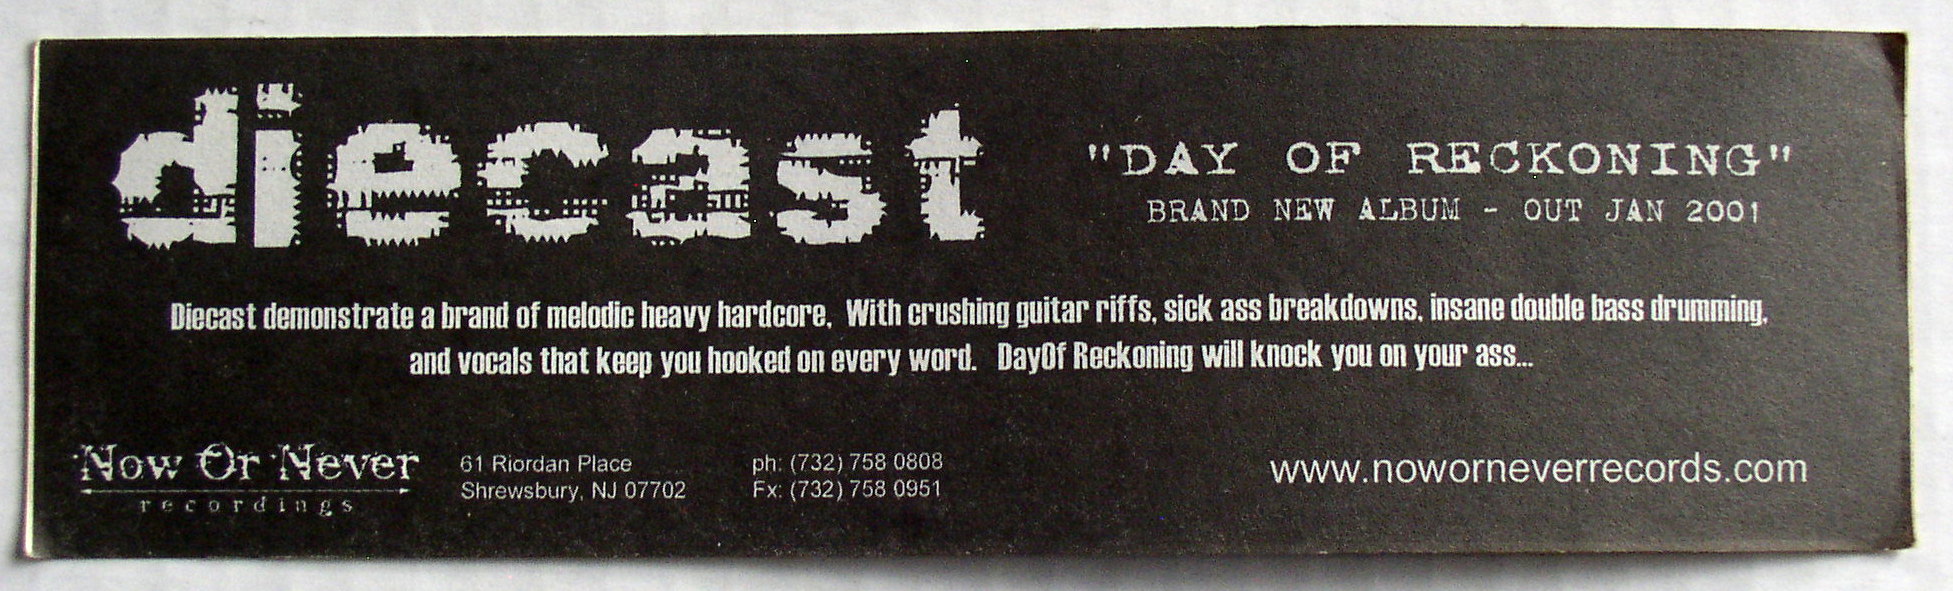 diecast
"DAY OF RECKONING"
BRAND NEW ALBUM - OUT JAN 2001
Diecast demonstrate a brand of melodic heavy hardcore. With crushing guitar riffs, sick ass breakdowns, insane double bass drumming,
and vocals that keep you hooked on every word. DayOf Reckoning will knock you on your ass...
Now Or Never
recordings
61 Riordan Place
Shrewsbury, NJ 07702
ph: (732) 758 0808
Fx: (732) 758 0951
www.noworneverrecords.com